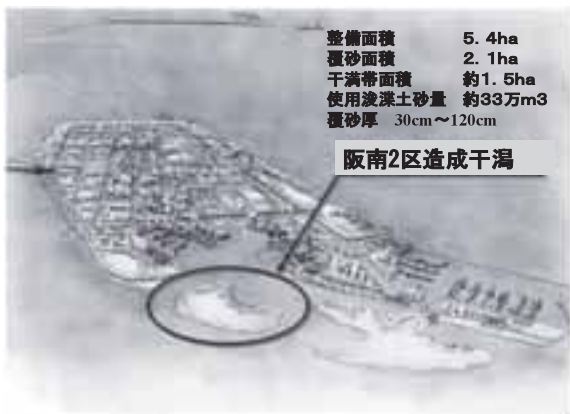 整備面積　5. 4ha
覆砂面積　2. 1ha
干満帯面積　約1. 5ha
使用浚渫土砂量　約33万m3
覆砂厚　30cm～120cm
阪南2区造成干潟